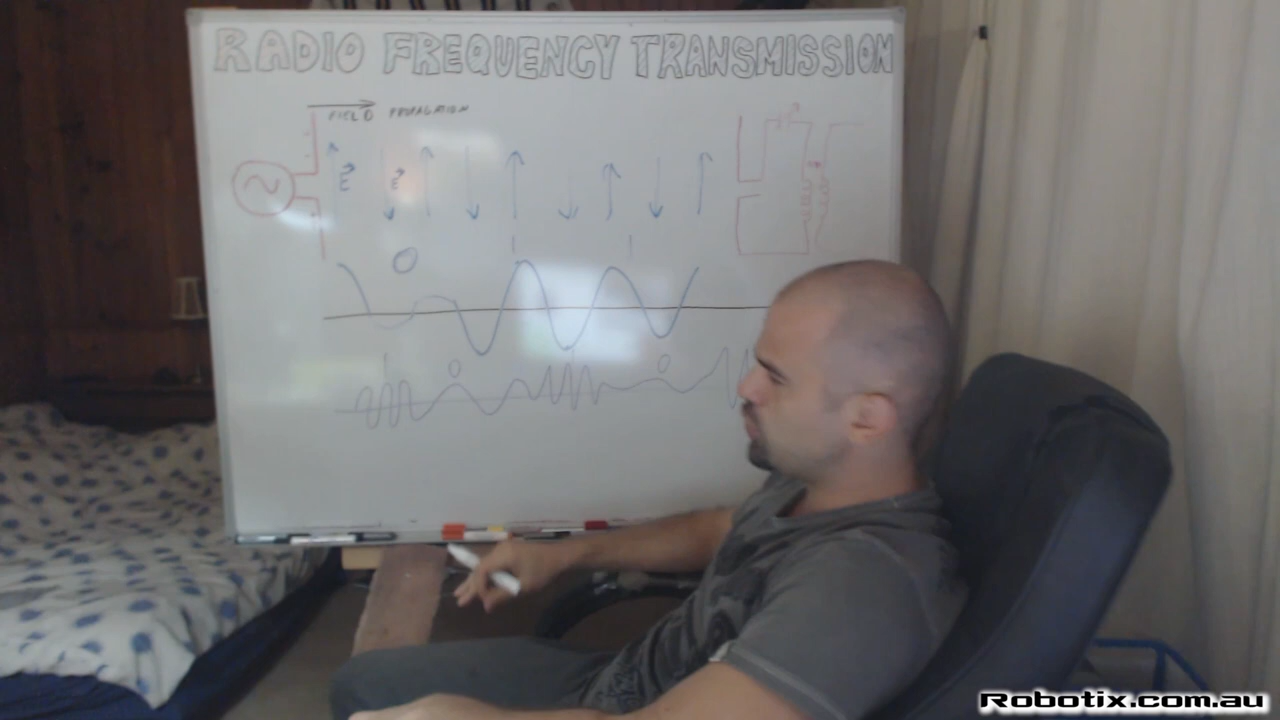 RADIO FREQUENCY TRANSMISSION
FIELD PROPAGATION
E
E
Robotix.com.au